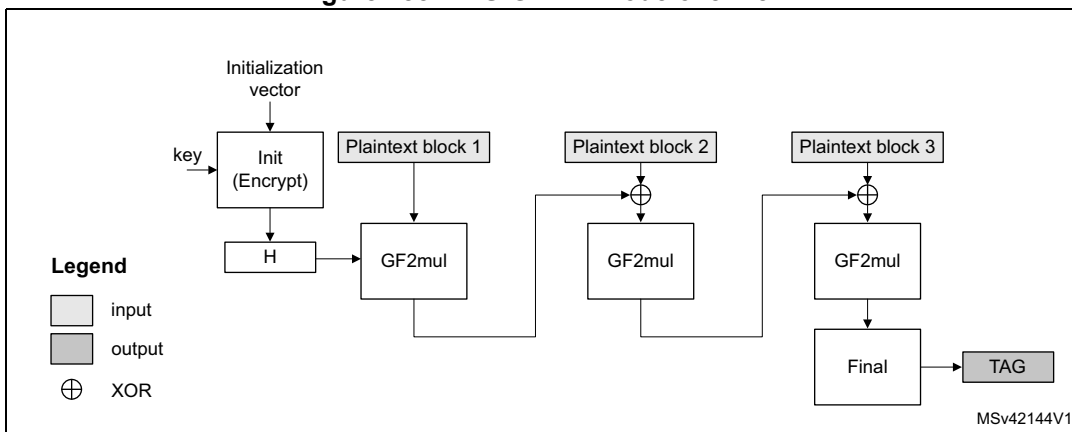 Initialization
vector
key
Init
(Encrypt)
Plaintext block 1
Plaintext block 2
Plaintext block 3
H
GF2mul
GF2mul
GF2mul
Legend
input
output
XOR
Final
TAG
MSv42144V1